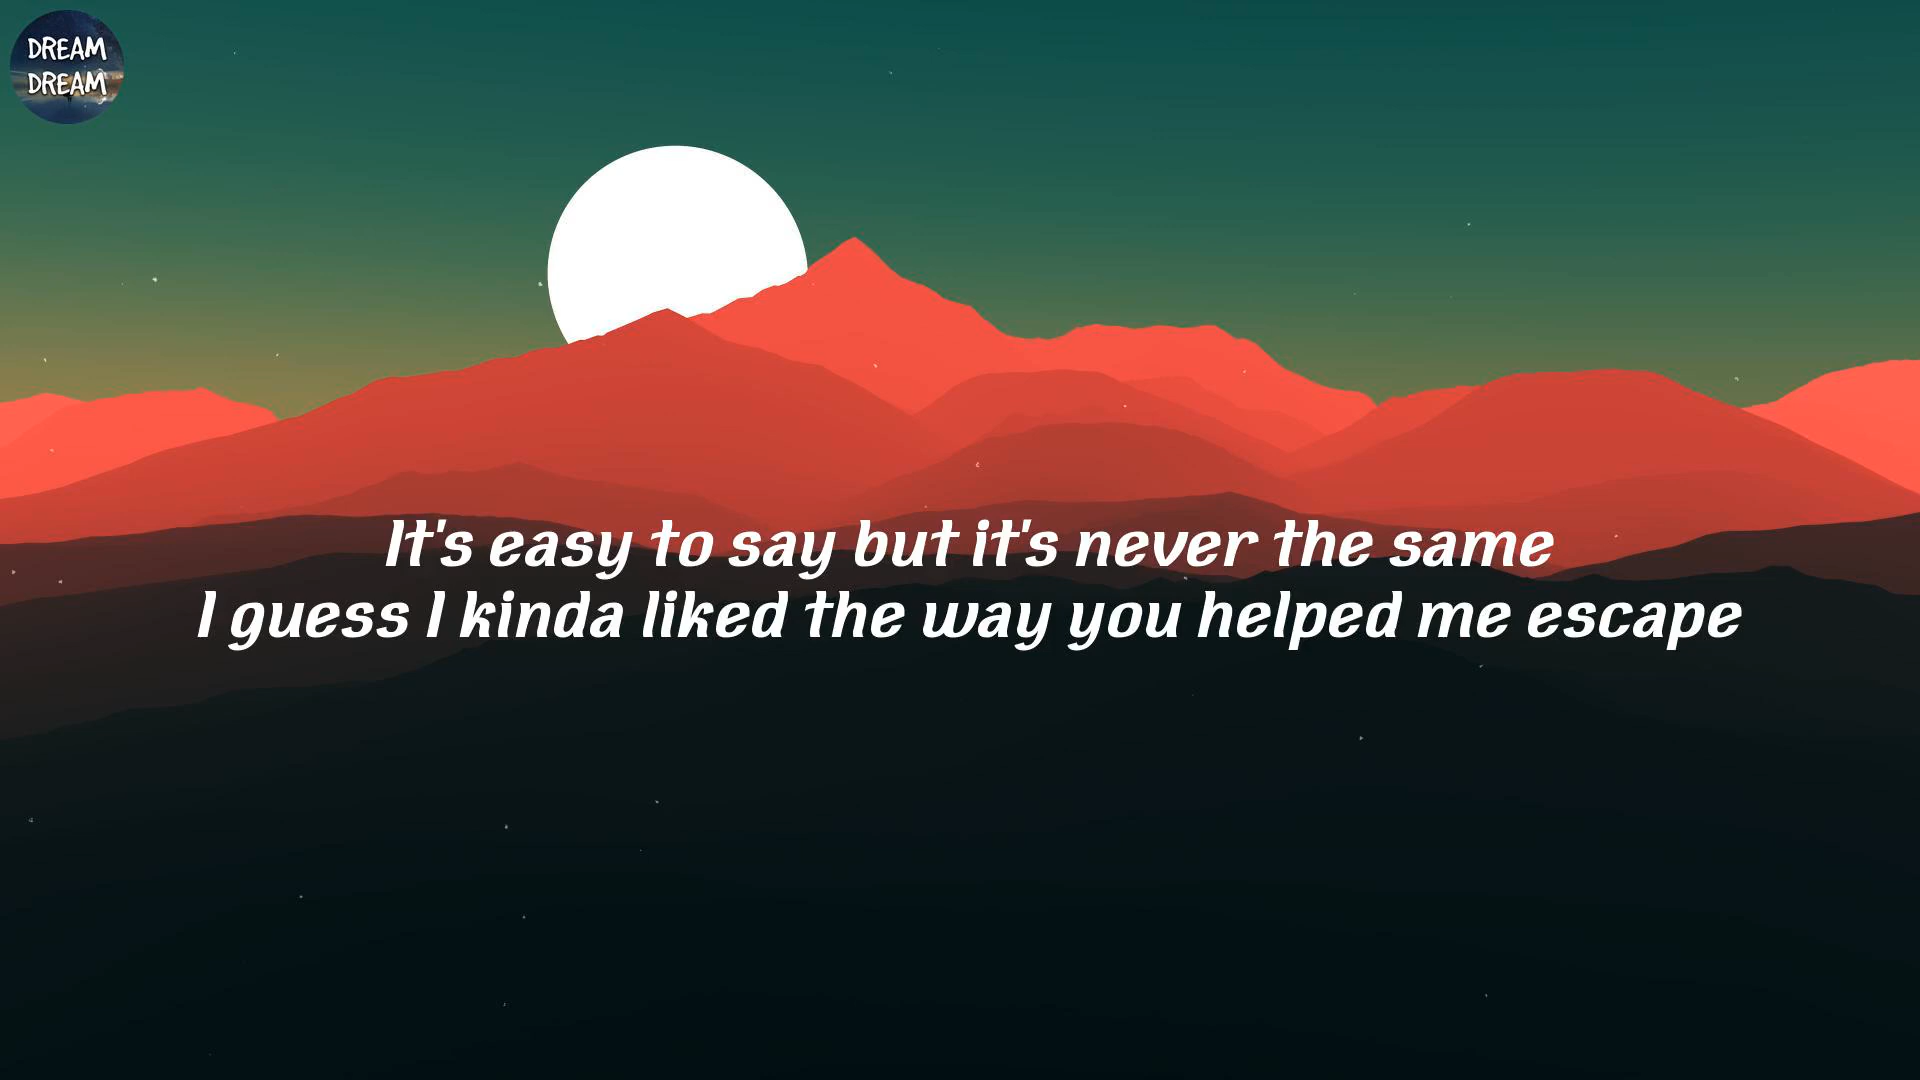 DREAM
DREAM
It's easy to say but it's never the same
I guess I kinda liked the way you helped me escape